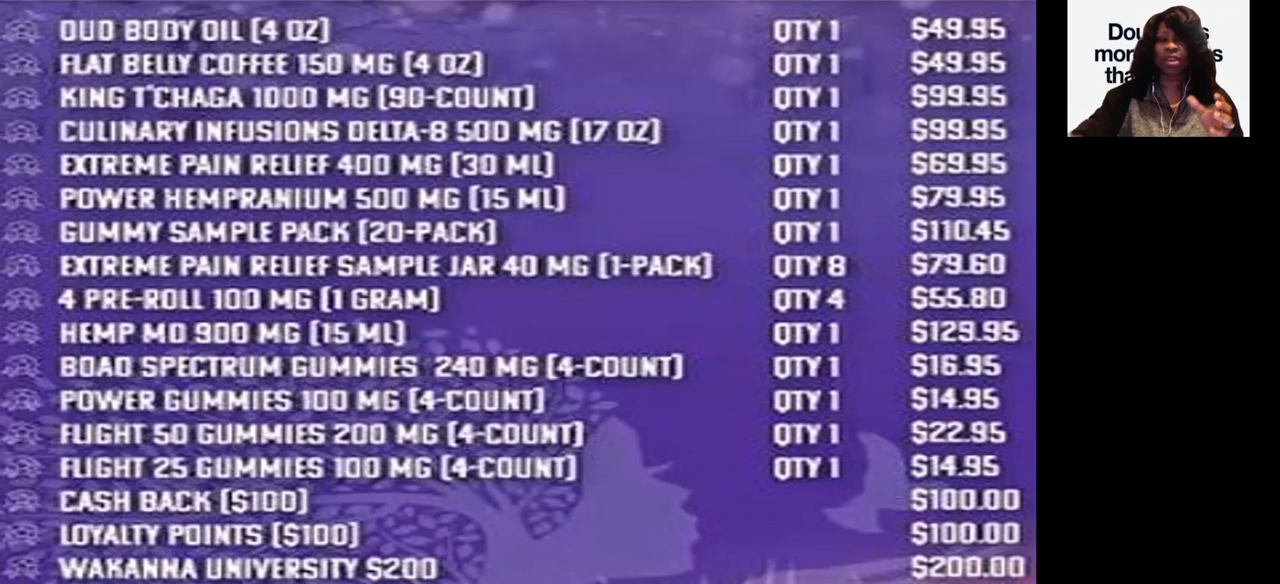 DUO BODY OIL [4 OZ] QTY 1 $49.95
FLAT BELLY COFFEE 150 MG [4 OZ] QTY 1 $49.95
KING T'CHAGA 1000 MG [90-COUNT] QTY 1 $99.95
CULINARY INFUSIONS DELTA-8 500 MG [17 OZ] QTY 1 $99.95
EXTREME PAIN RELIEF 400 MG [30 ML] QTY 1 $69.95
POWER HEMPRANIUM 500 MG [15 ML] QTY 1 $79.95
GUMMY SAMPLE PACK [20-PACK] QTY 1 $110.45
EXTREME PAIN RELIEF SAMPLE JAR 40 MG [1-PACK] QTY 8 $79.60
4 PRE-ROLL 100 MG [1 GRAM] QTY 4 $55.80
HEMP MD 900 MG [15 ML] QTY 1 $129.95
BOAD SPECTRUM GUMMIES 240 MG [4-COUNT] QTY 1 $16.95
POWER GUMMIES 100 MG [4-COUNT] QTY 1 $14.95
FLIGHT 50 GUMMIES 200 MG [4-COUNT] QTY 1 $22.95
FLIGHT 25 GUMMIES 100 MG [4-COUNT] QTY 1 $14.95
CASH BACK [$100] $100.00
LOYALTY POINTS [$100] $100.00
WAKANNA UNIVERSITY $200 $200.00